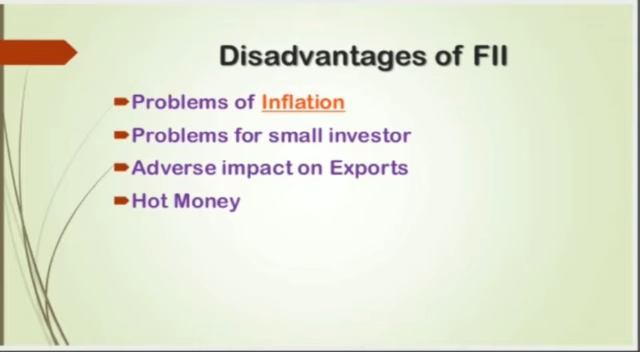 Disadvantages of FII
Problems of Inflation
Problems for small investor
Adverse impact on Exports
Hot Money